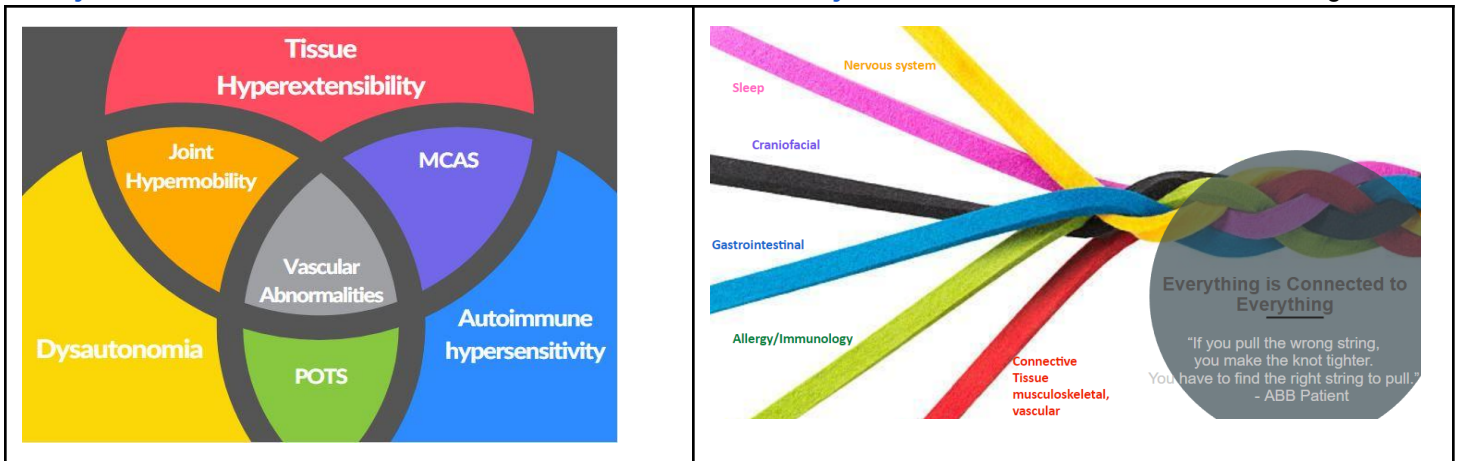 Tissue
Hyperextensibility
Joint
Hypermobility
MCAS
Vascular
Abnormalities
Dysautonomia
Autoimmune
hypersensitivity
POTS
Nervous system
Sleep
Craniofacial
Gastrointestinal
Allergy/Immunology
Connective
Tissue
musculoskeletal,
vascular
Everything is Connected to
Everything
"If you pull the wrong string,
you make the knot tighter.
You have to find the right string to pull."
- ABB Patient